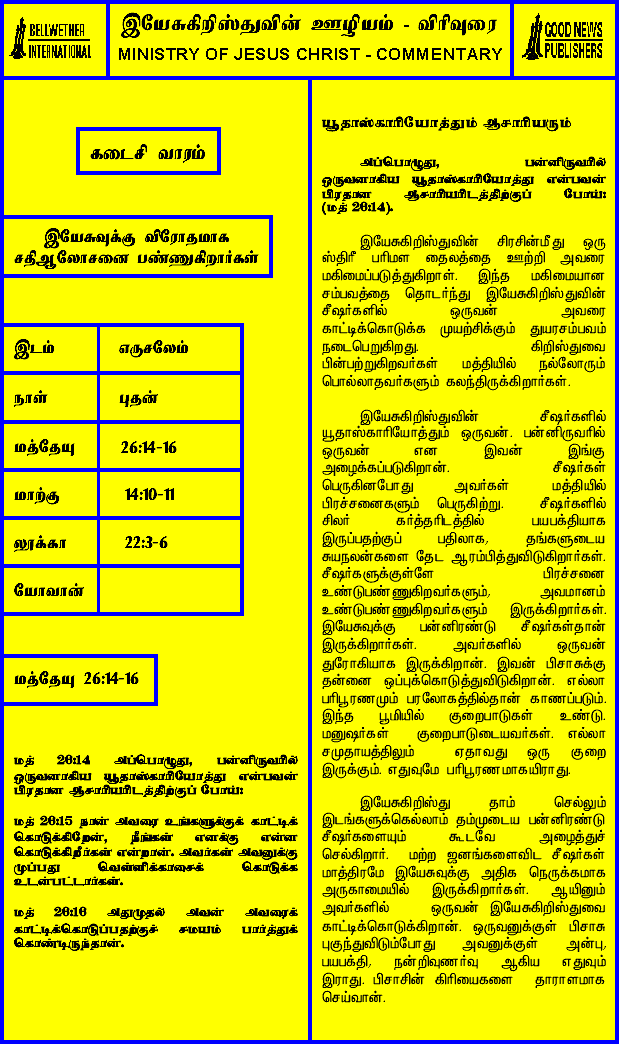 BELLWETHER
INTERNATIONAL
இயேசுகிறிஸ்துவின் ஊழியம் - விரிவுரை
MINISTRY OF JESUS CHRIST - COMMENTARY
GOOD NEWS
PUBLISHERS
கடைசி வாரம்
இயேசுவுக்கு விரோதமாக
சதிஆலோசனை பண்ணுகிறார்கள்
இடம் எருசலேம்
நாள் புதன்
மத்தேயு 26:14-16
மாற்கு 14:10-11
லூக்கா 22:3-6
யோவான்
மத்தேயு 26:14-16
மத் 26:14 அப்பொழுது, பன்னிருவரில்
ஒருவனாகிய யூதாஸ்காரியோத்து என்பவன்
பிரதான ஆசாரியரிடத்திற்குப் போய்:
மத் 26:15 நான் அவரை உங்களுக்குக் காட்டிக்
கொடுக்கிறேன், நீங்கள் எனக்கு என்ன
கொடுக்கிறீர்கள் என்றான். அவர்கள் அவனுக்கு
முப்பது வெள்ளிக்காசைக் கொடுக்க
உடன்பட்டார்கள்.
மத் 26:16 அதுமுதல் அவன் அவரைக்
காட்டிக்கொடுப்பதற்குச் சமயம் பார்த்துக்
கொண்டிருந்தான்.
யூதாஸ்காரியோத்தும் ஆசாரியரும்
அப்பொழுது, பன்னிருவரில்
ஒருவனாகிய யூதாஸ்காரியோத்து என்பவன்
பிரதான ஆசாரியரிடத்திற்குப் போய்:
(மத் 26:14).
இயேசுகிறிஸ்துவின் சிரசின்மீது ஒரு
ஸ்திரீ பரிமள தைலத்தை ஊற்றி அவரை
மகிமைப்படுத்துகிறாள். இந்த மகிமையான
சம்பவத்தை தொடர்ந்து இயேசுகிறிஸ்துவின்
சீஷர்களில் ஒருவன் அவரை
காட்டிக்கொடுக்க முயற்சிக்கும் துயரசம்பவம்
நடைபெறுகிறது. கிறிஸ்துவை
பின்பற்றுகிறவர்கள் மத்தியில் நல்லோரும்
பொல்லாதவர்களும் கலந்திருக்கிறார்கள்.
இயேசுகிறிஸ்துவின் சீஷர்களில்
யூதாஸ்காரியோத்தும் ஒருவன். பன்னிருவரில்
ஒருவன் என இவன் இங்கு
அழைக்கப்படுகிறான். சீஷர்கள்
பெருகினபோது அவர்கள் மத்தியில்
பிரச்சனைகளும் பெருகிற்று. சீஷர்களில்
சிலர் கர்த்தரிடத்தில் பயபக்தியாக
இருப்பதற்குப் பதிலாக, தங்களுடைய
சுயநலன்களை தேட ஆரம்பித்துவிடுகிறார்கள்.
சீஷர்களுக்குள்ளே பிரச்சனை
உண்டுபண்ணுகிறவர்களும், அவமானம்
உண்டுபண்ணுகிறவர்களும் இருக்கிறார்கள்.
இயேசுவுக்கு பன்னிரண்டு சீஷர்கள்தான்
இருக்கிறார்கள். அவர்களில் ஒருவன்
துரோகியாக இருக்கிறான். இவன் பிசாசுக்கு
தன்னை ஒப்புக்கொடுத்துவிடுகிறான். எல்லா
பரிபூரணமும் பரலோகத்தில்தான் காணப்படும்.
இந்த பூமியில் குறைபாடுகள் உண்டு.
மனுஷர்கள் குறைபாடுடையவர்கள். எல்லா
சமுதாயத்திலும் ஏதாவது ஒரு குறை
இருக்கும். எதுவுமே பரிபூரணமாகயிராது.
இயேசுகிறிஸ்து தாம் செல்லும்
இடங்களுக்கெல்லாம் தம்முடைய பன்னிரண்டு
சீஷர்களையும் கூடவே அழைத்துச்
செல்கிறார். மற்ற ஜனங்களைவிட சீஷர்கள்
மாத்திரமே இயேசுவுக்கு அதிக நெருக்கமாக
அருகாமையில் இருக்கிறார்கள். ஆயினும்
அவர்களில் ஒருவன் இயேசுகிறிஸ்துவை
காட்டிக்கொடுக்கிறான். ஒருவனுக்குள் பிசாசு
புகுந்துவிடும்போது அவனுக்குள் அன்பு,
பயபக்தி, நன்றியுணர்வு ஆகிய எதுவும்
இராது. பிசாசின் கிரியைகளை தாராளமாக
செய்வான்.